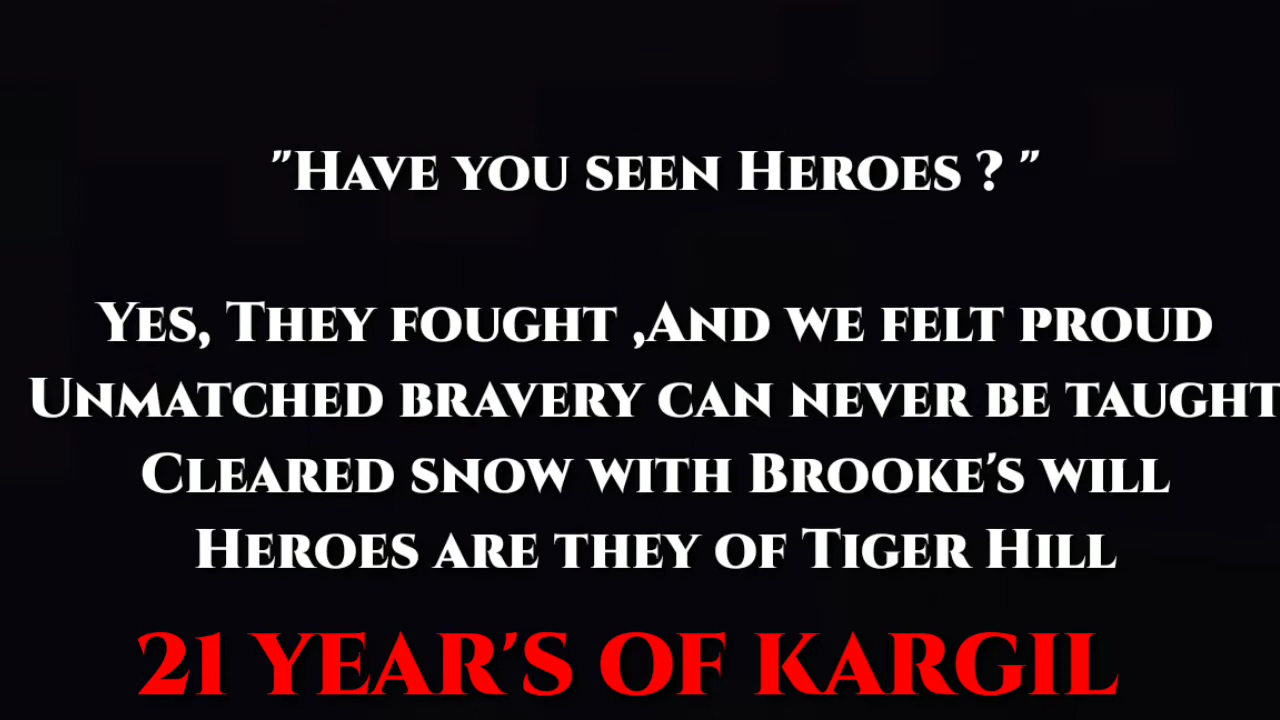 "Have you seen Heroes ? "
Yes, They fought ,And we felt proud
Unmatched bravery can never be taught
Cleared snow with Brooke's will
Heroes are they of Tiger Hill
21 YEAR'S OF KARGIL